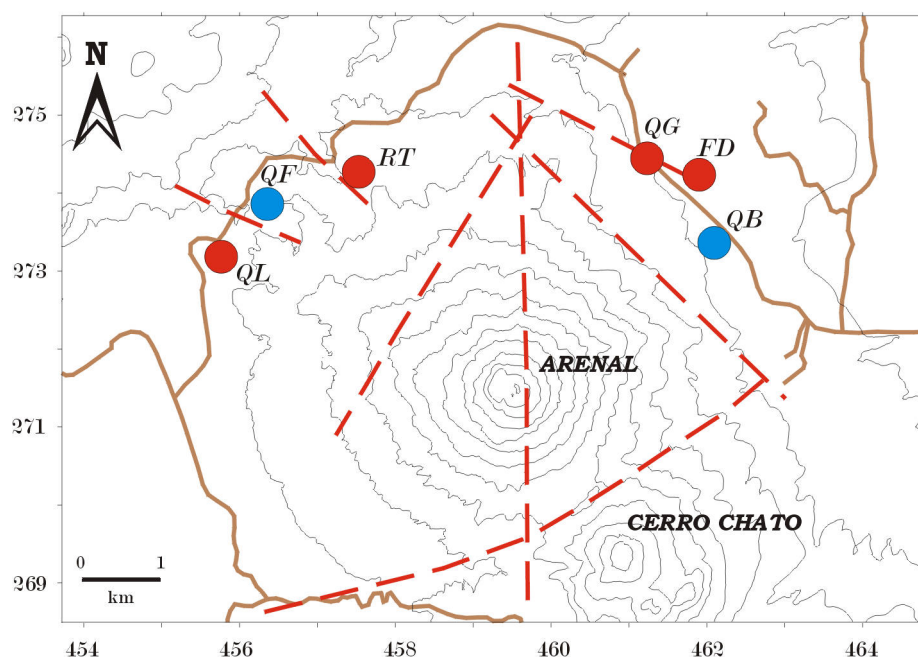 N
275
273
271
269
QG
FD
RT
QF
QB
QL
ARENAL
CERRO CHATO
0 1
km
454 456 458 460 462 464